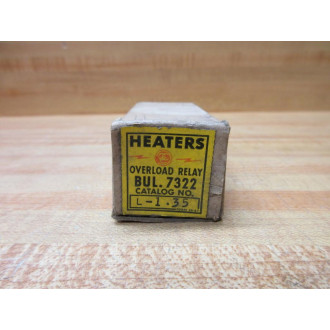 HEATERS
OVERLOAD RELAY
BUL. 7322
CATALOG NO.
L-1.35